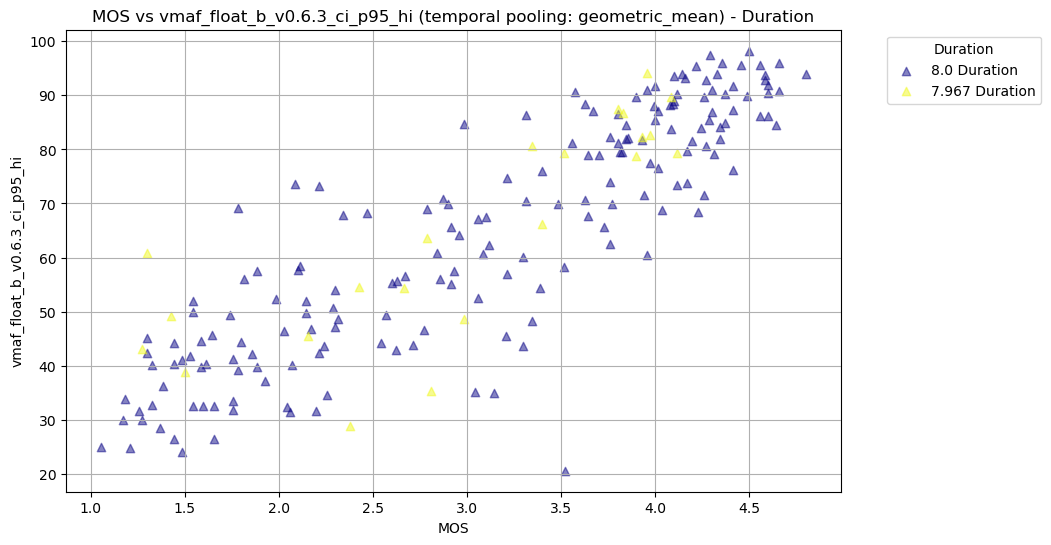 MOS vs vmaf_float_b_v0.6.3_ci_p95_hi (temporal pooling: geometric_mean) - Duration
vmaf_float_b_v0.6.3_ci_p95_hi
100
90
80
70
60
50
40
30
20
1.0 1.5 2.0 2.5 3.0 3.5 4.0 4.5
MOS
Duration
8.0 Duration
7.967 Duration